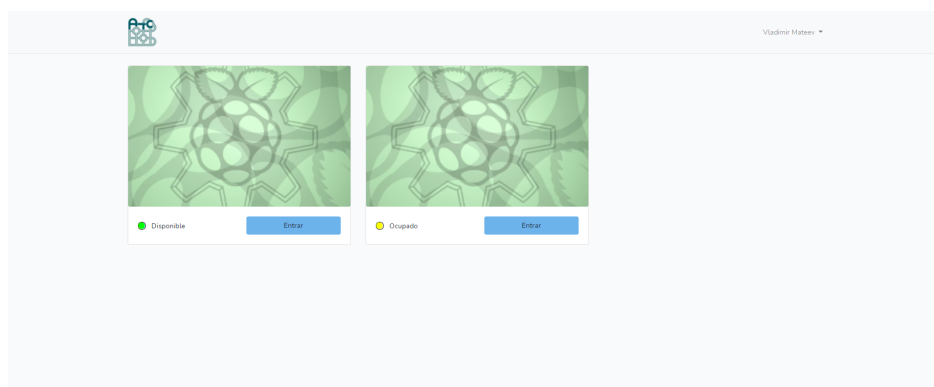 Vladimir Mateev
Disponible
Entrar
Ocupado
Entrar